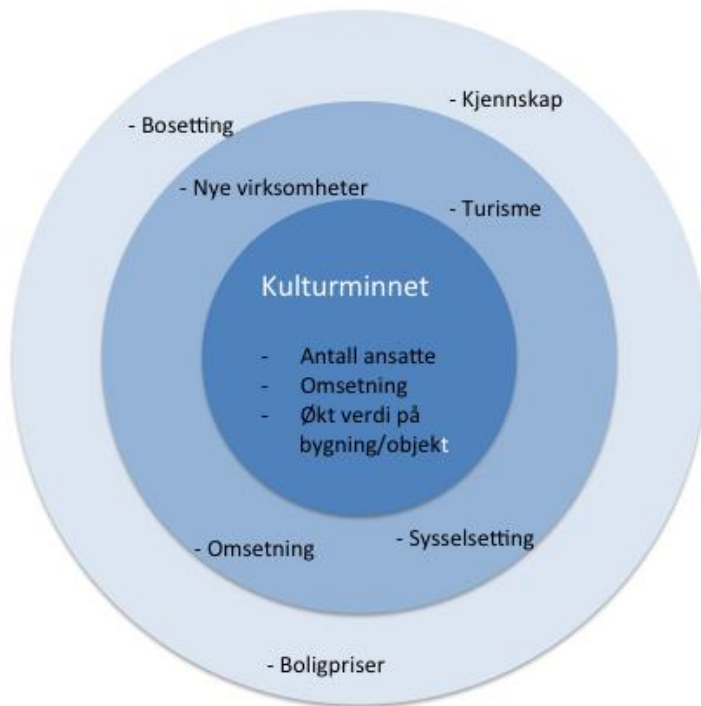 - Kjennskap
- Bosetting
- Nye virksomheter
- Turisme
Kulturminnet
- Antall ansatte
- Omsetning
- Økt verdi på
bygning/objekt
- Sysselsetting
- Omsetning
- Boligpriser